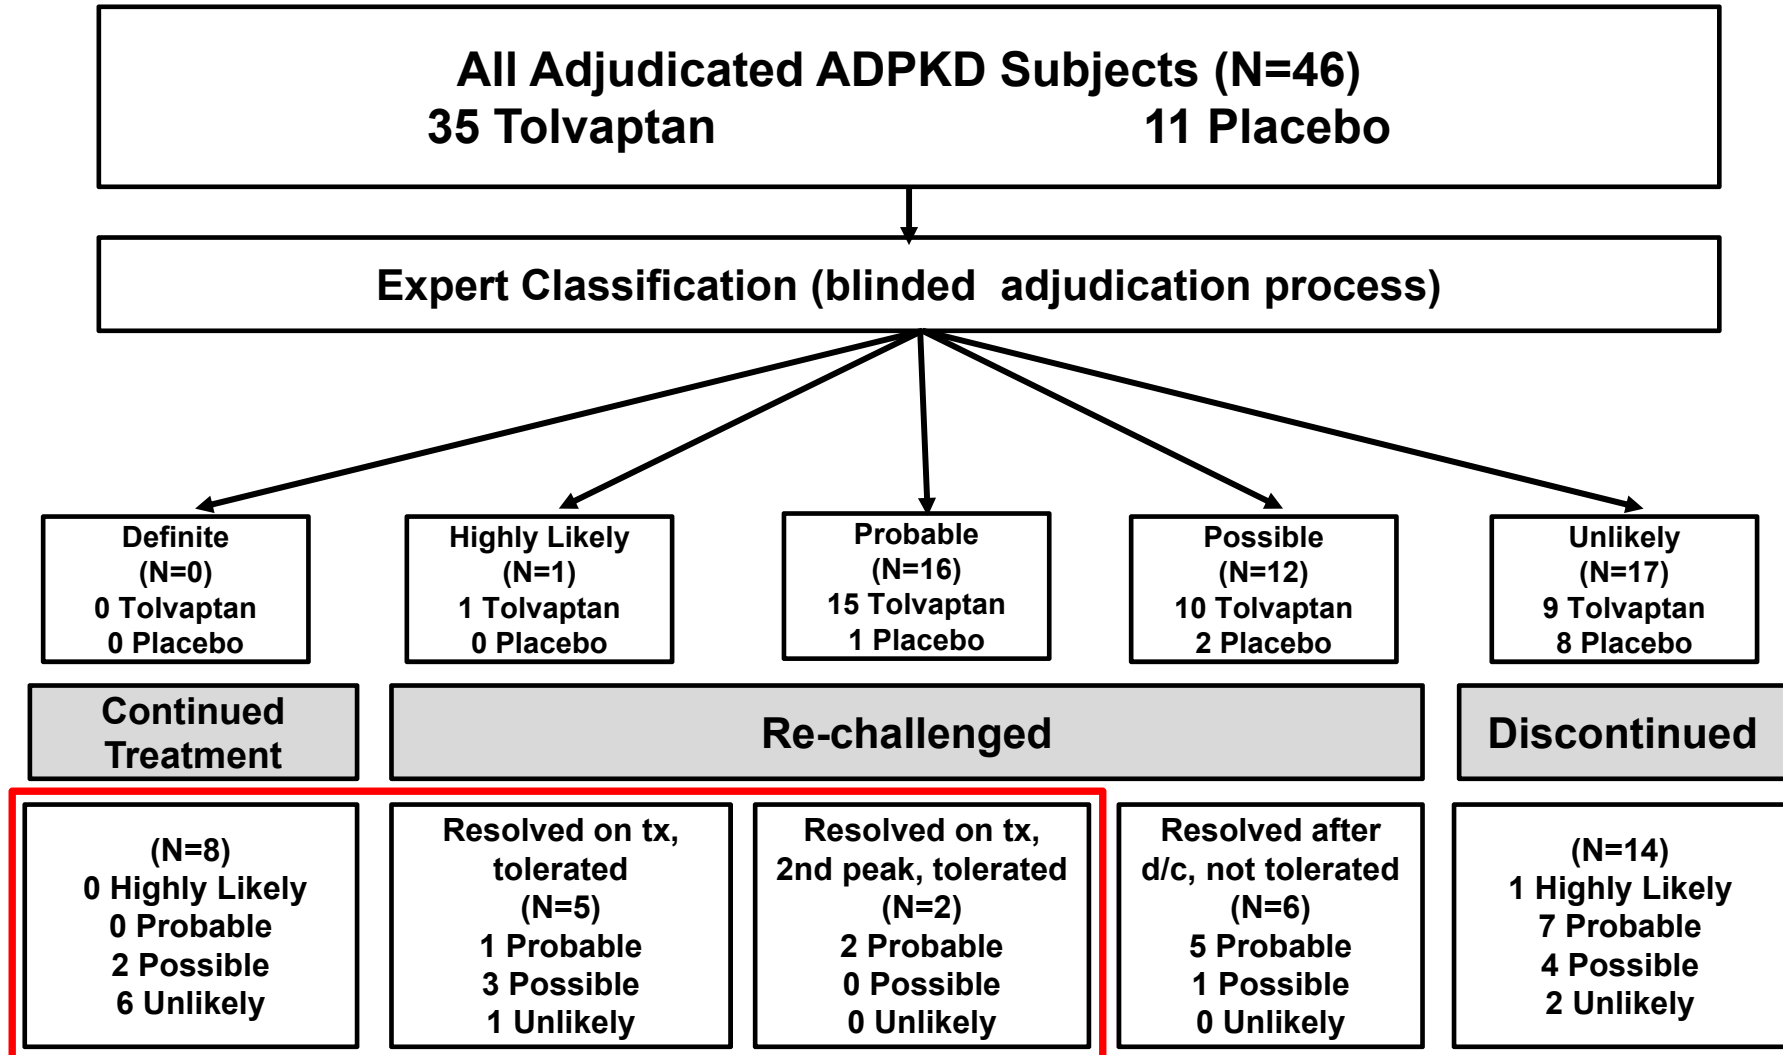 All Adjudicated ADPKD Subjects (N=46)
35 Tolvaptan 11 Placebo
Expert Classification (blinded adjudication process)
Definite
(N=0)
0 Tolvaptan
0 Placebo
Highly Likely
(N=1)
1 Tolvaptan
0 Placebo
Probable
(N=16)
15 Tolvaptan
1 Placebo
Possible
(N=12)
10 Tolvaptan
2 Placebo
Unlikely
(N=17)
9 Tolvaptan
8 Placebo
Continued
Treatment
Re-challenged
Discontinued
(N=8)
0 Highly Likely
0 Probable
2 Possible
6 Unlikely
Resolved on tx,
tolerated
(N=5)
1 Probable
3 Possible
1 Unlikely
Resolved on tx,
2nd peak, tolerated
(N=2)
2 Probable
0 Possible
0 Unlikely
Resolved after
d/c, not tolerated
(N=6)
5 Probable
1 Possible
0 Unlikely
(N=14)
1 Highly Likely
7 Probable
4 Possible
2 Unlikely